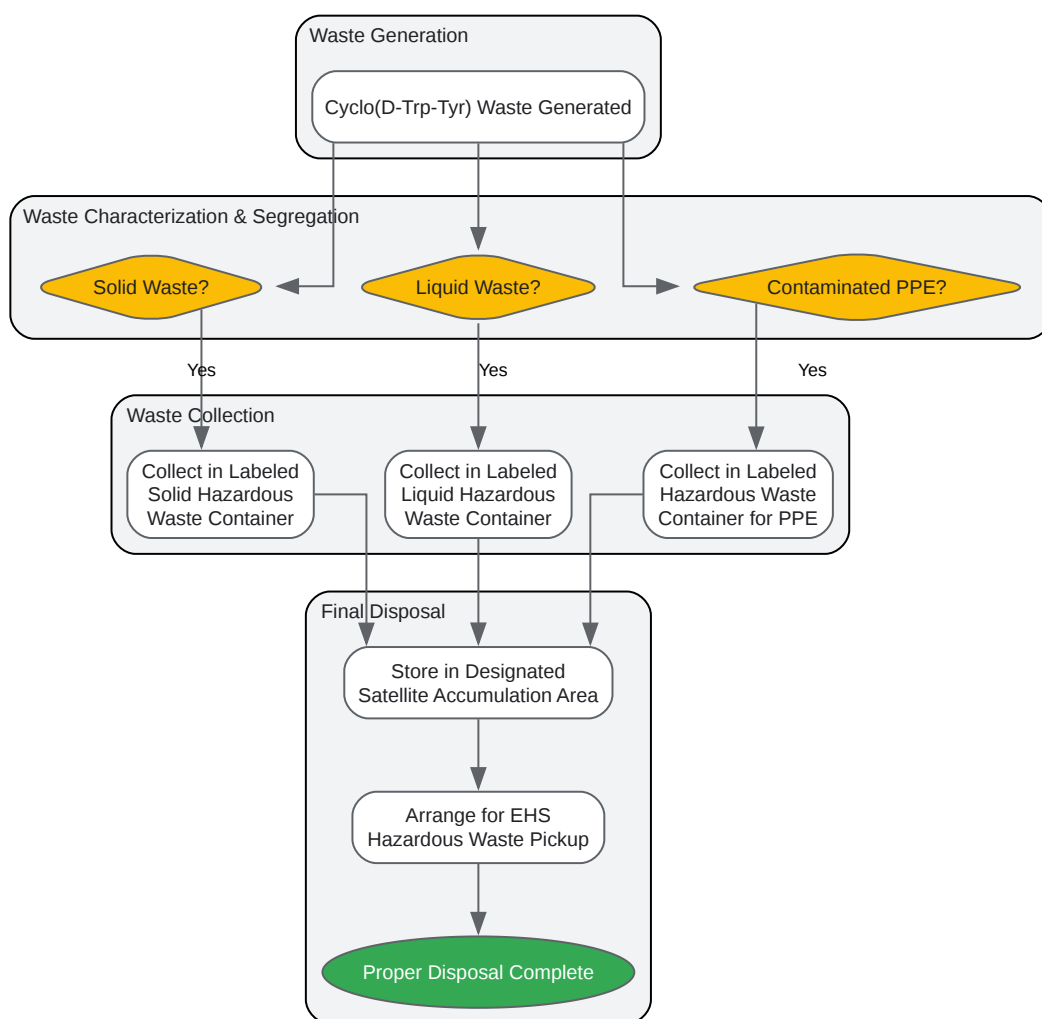 Waste Generation
Cyclo(D-Trp-Tyr) Waste Generated
Waste Characterization & Segregation
Solid Waste?
Liquid Waste?
Contaminated PPE?
Yes
Yes
Yes
Waste Collection
Collect in Labeled
Solid Hazardous
Waste Container
Collect in Labeled
Liquid Hazardous
Waste Container
Collect in Labeled
Hazardous Waste
Container for PPE
Final Disposal
Store in Designated
Satellite Accumulation Area
Arrange for EHS
Hazardous Waste Pickup
Proper Disposal Complete